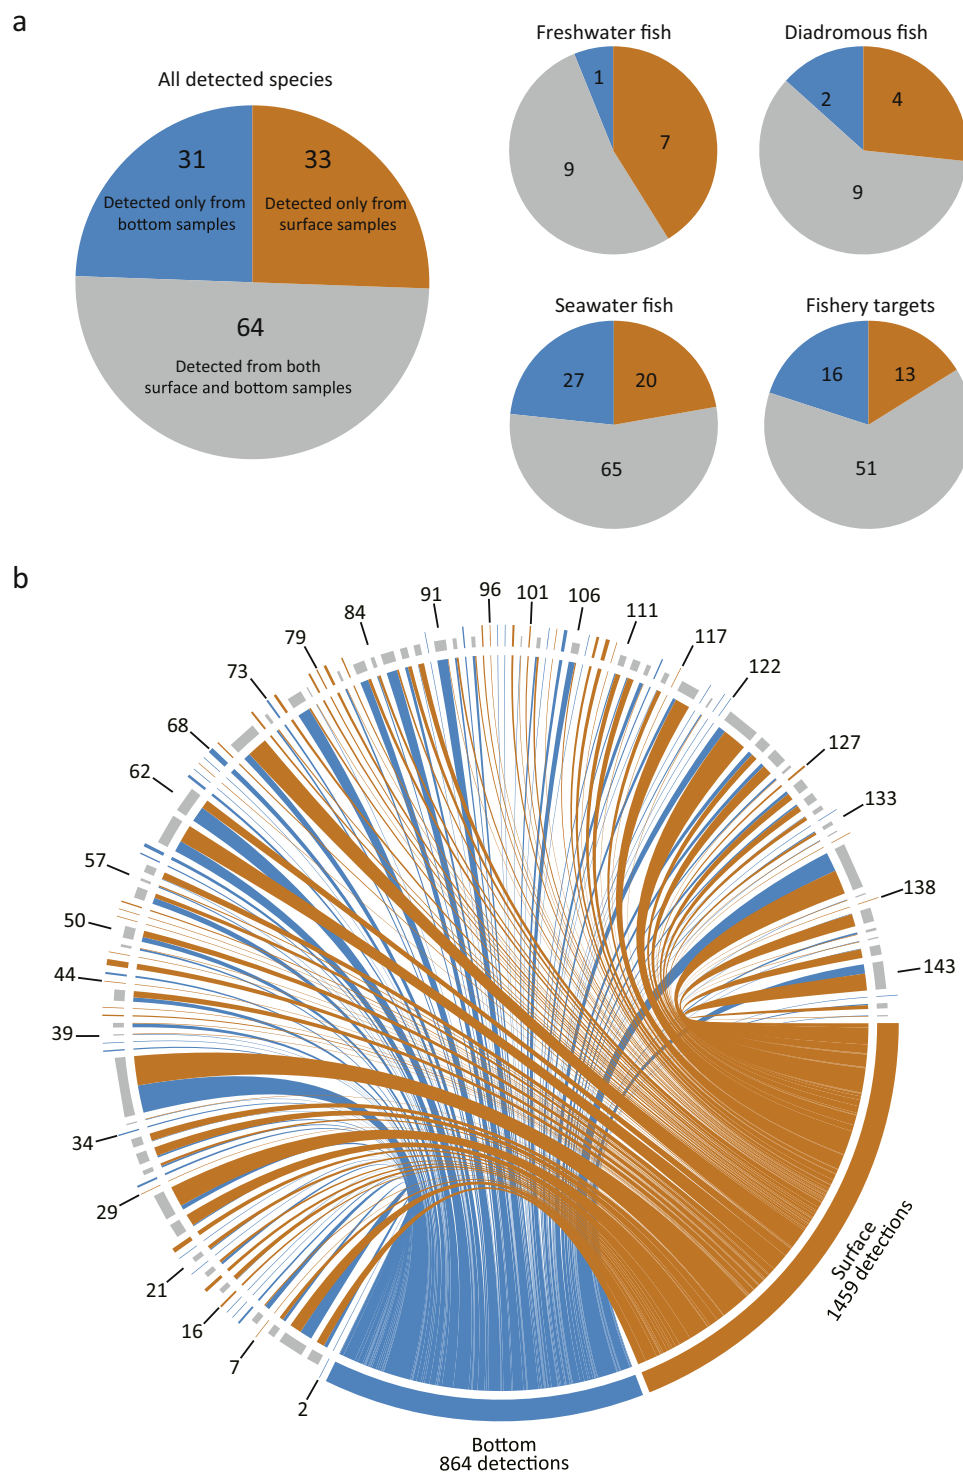 a
All detected species
31
33
Detected only from
bottom samples
Detected only from
surface samples
64
Detected from both
surface and bottom samples
Freshwater fish
1
7
9
Diadromous fish
2
4
9
Seawater fish
27
20
65
Fishery targets
16
13
51
b
2
7
16
21
29
34
39
44
50
57
62
68
73
79
84
91
96
101
106
111
117
122
127
133
138
143
Surface
1459 detections
Bottom
864 detections